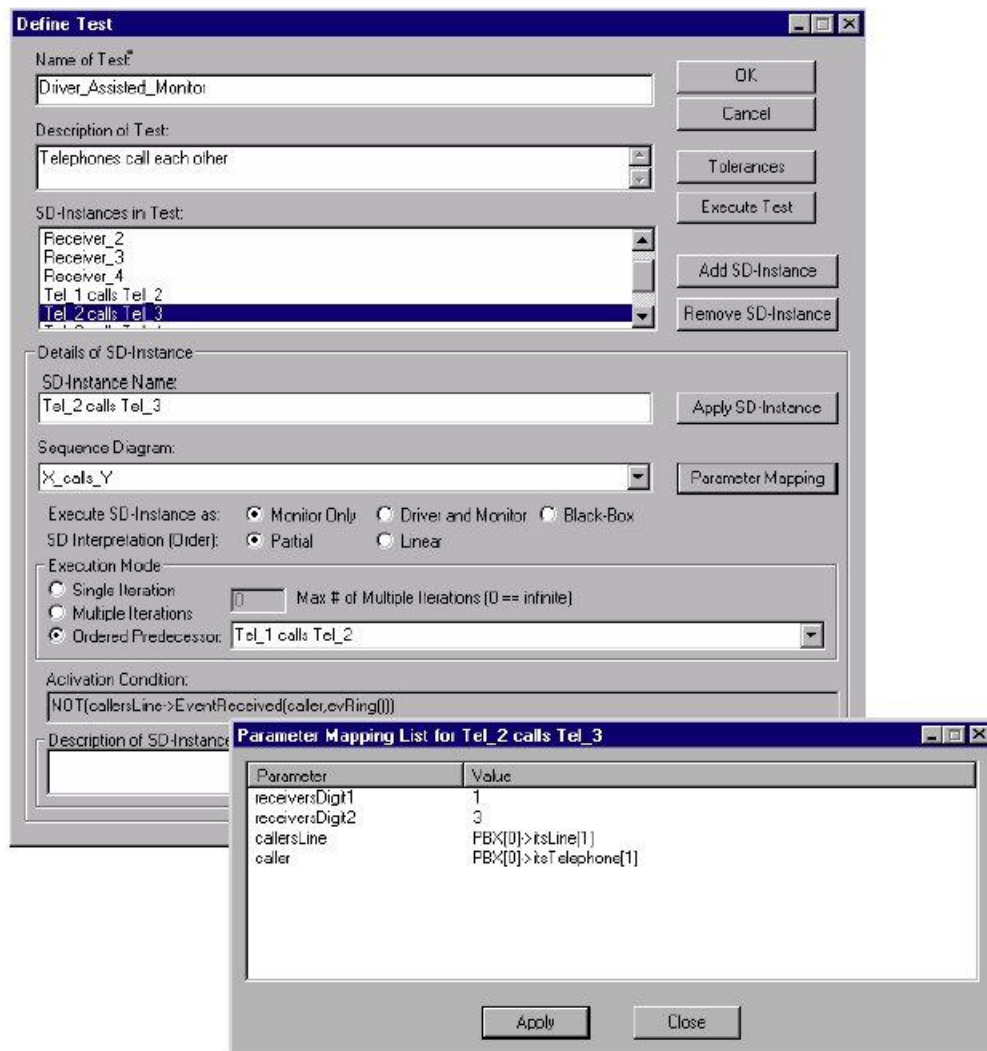 Define Test
Name of Test:
Driver_Assisted_Monitor
OK
Cancel
Description of Test:
Telephones call each other
Tolerances
Execute Test
SD-Instances in Test:
Receiver_2
Receiver_3
Receiver_4
Tel_1 calls Tel_2
Tel_2 calls Tel_3
Add SD-Instance
Remove SD-Instance
Details of SD-Instance
SD-Instance Name:
Tel_2 calls Tel_3
Apply SD-Instance
Sequence Diagram:
X_calls_Y
Parameter Mapping
Execute SD-Instance as: Monitor Only Driver and Monitor Black-Box
SD Interpretation (Order): Partial Linear
Execution Mode
Single Iteration
Multiple Iterations
0 Max # of Multiple Iterations (0 == infinite)
Ordered Predecessor: Tel_1 calls Tel_2
Activation Condition:
NOT(callersLine->EventReceived(caller,evRing()))
Description of SD-Instance
Parameter Mapping List for Tel_2 calls Tel_3
Parameter Value
receiversDigit1 1
receiversDigit2 3
callersLine PBX[0]->itsLine[1]
caller PBX[0]->itsTelephone[1]
Apply Close